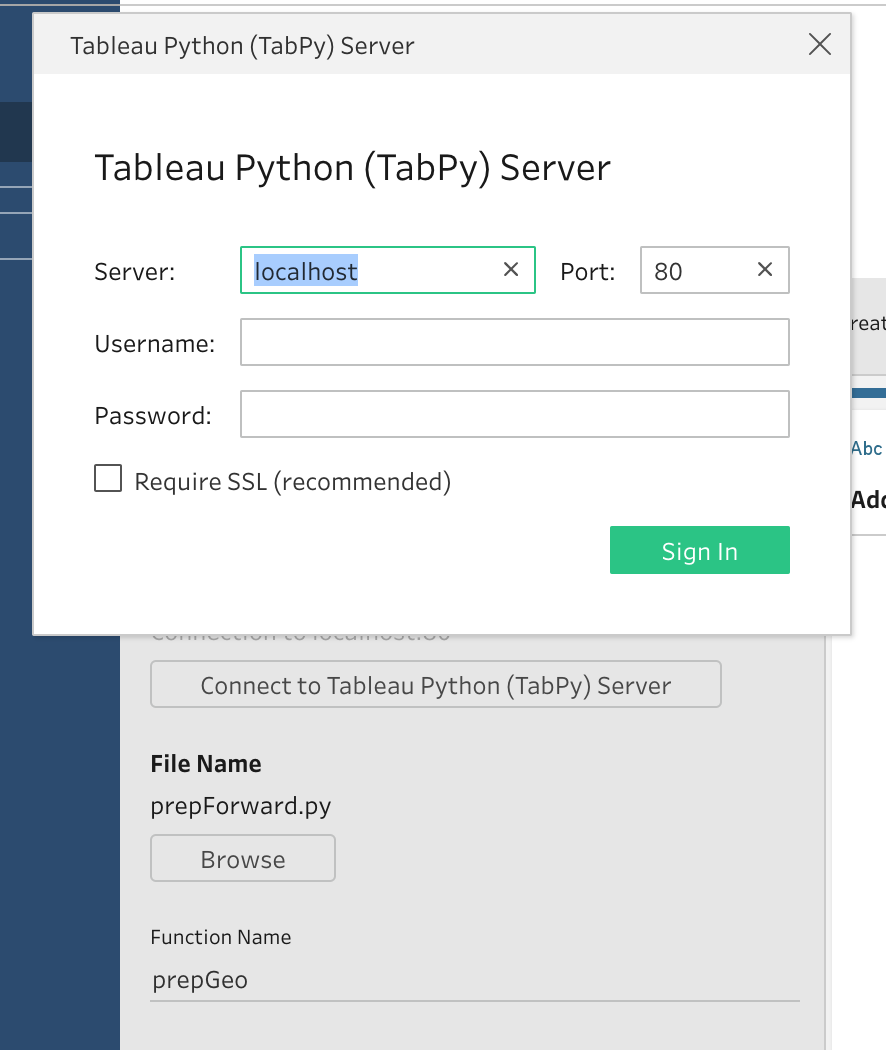 Tableau Python (TabPy) Server
Tableau Python (TabPy) Server
Server: localhost Port: 80
Username:
Password:
Require SSL (recommended)
Sign In
Abc
Connection to localhost:80
Connect to Tableau Python (TabPy) Server
File Name
prepForward.py
Browse
Function Name
prepGeo